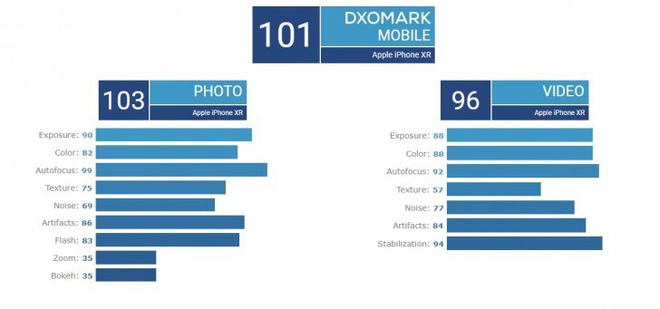 101
DXOMARK
MOBILE
Apple iPhone XR
103
PHOTO
Apple iPhone XR
Exposure: 90
Color: 82
Autofocus: 99
Texture: 75
Noise: 69
Artifacts: 86
Flash: 83
Zoom: 35
Bokeh: 35
96
VIDEO
Apple iPhone XR
Exposure: 88
Color: 88
Autofocus: 92
Texture: 57
Noise: 77
Artifacts: 84
Stabilization: 94